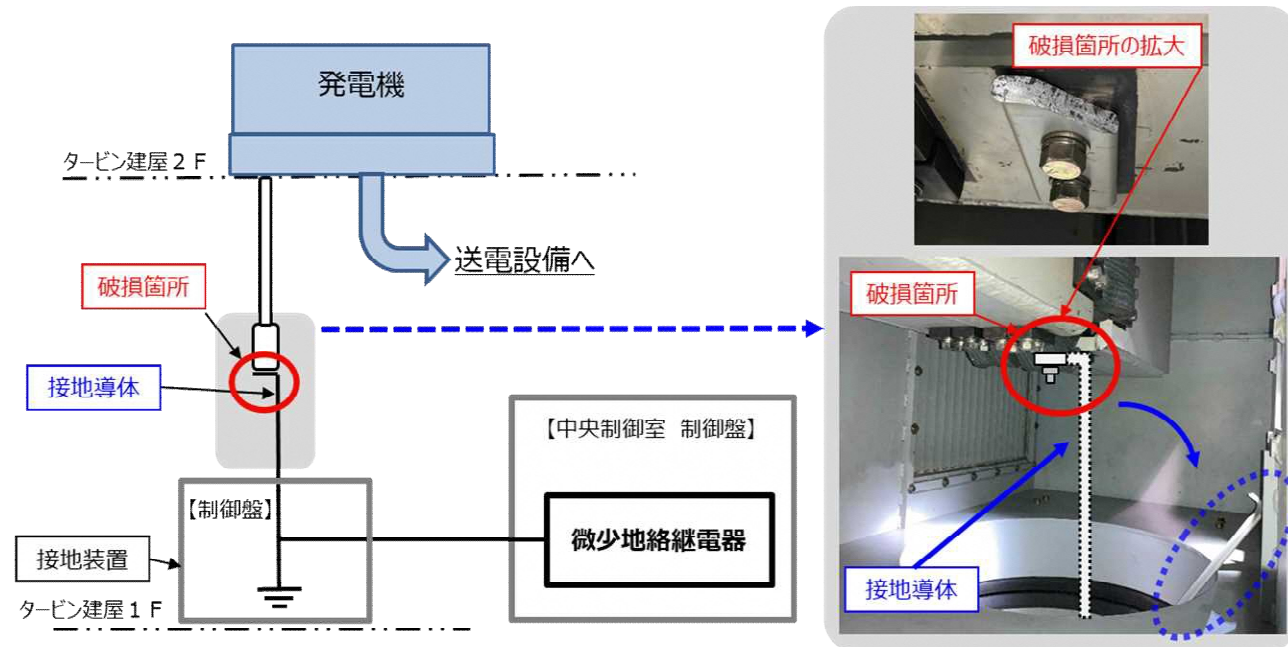 発電機
タービン建屋２Ｆ
送電設備へ
破損箇所
接地導体
【中央制御室 制御盤】
微少地絡継電器
【制御盤】
接地装置
タービン建屋１Ｆ
破損箇所の拡大
破損箇所
接地導体